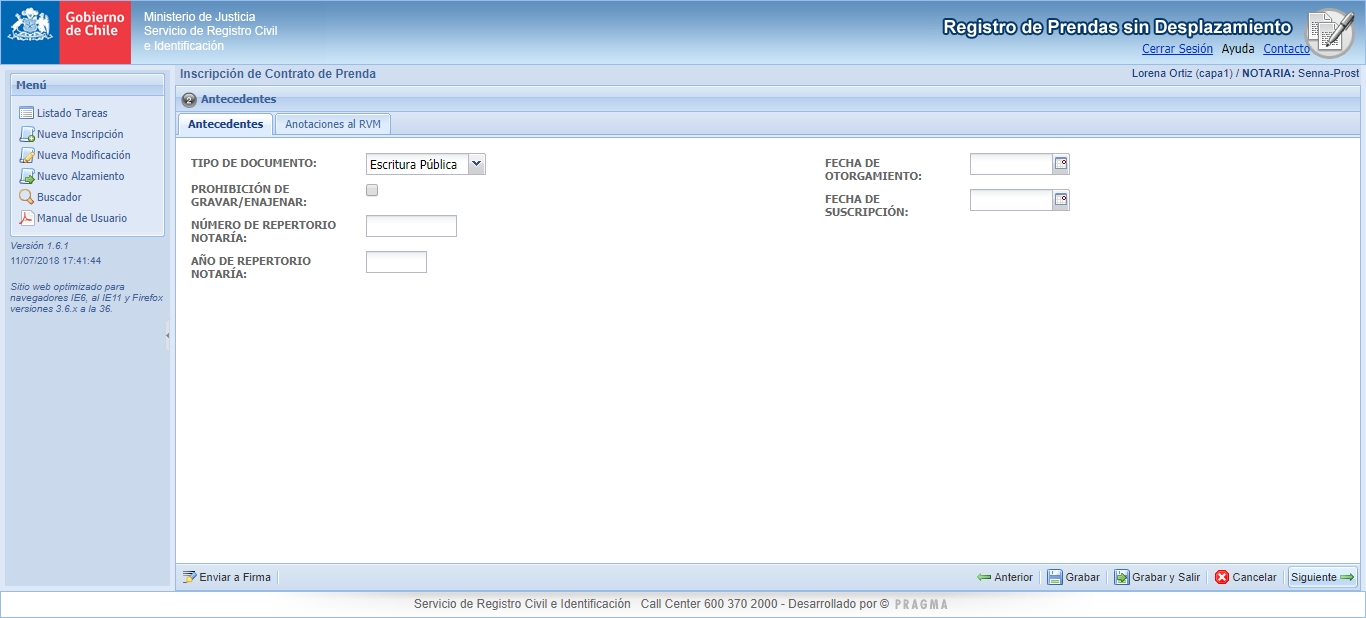 Gobierno
de Chile
Ministerio de Justicia
Servicio de Registro Civil
e Identificación
Registro de Prendas sin Desplazamiento
Cerrar Sesión Ayuda Contacto
Menú
Listado Tareas
Nueva Inscripción
Nueva Modificación
Nuevo Alzamiento
Buscador
Manual de Usuario
Versión 1.6.1
11/07/2018 17:41:44
Sitio web optimizado para
navegadores IE6, al IE11 y Firefox
versiones 3.6.x a la 36.
Inscripción de Contrato de Prenda
Lorena Ortiz (capa1) / NOTARIA: Senna-Prost
2 Antecedentes
Antecedentes Anotaciones al RVM
TIPO DE DOCUMENTO: Escritura Pública
PROHIBICIÓN DE
GRAVAR/ENAJENAR:
NÚMERO DE REPERTORIO
NOTARÍA:
AÑO DE REPERTORIO
NOTARÍA:
FECHA DE
OTORGAMIENTO:
FECHA DE
SUSCRIPCIÓN:
Enviar a Firma Anterior Grabar Grabar y Salir Cancelar Siguiente
Servicio de Registro Civil e Identificación Call Center 600 370 2000 - Desarrollado por © PRAGMA